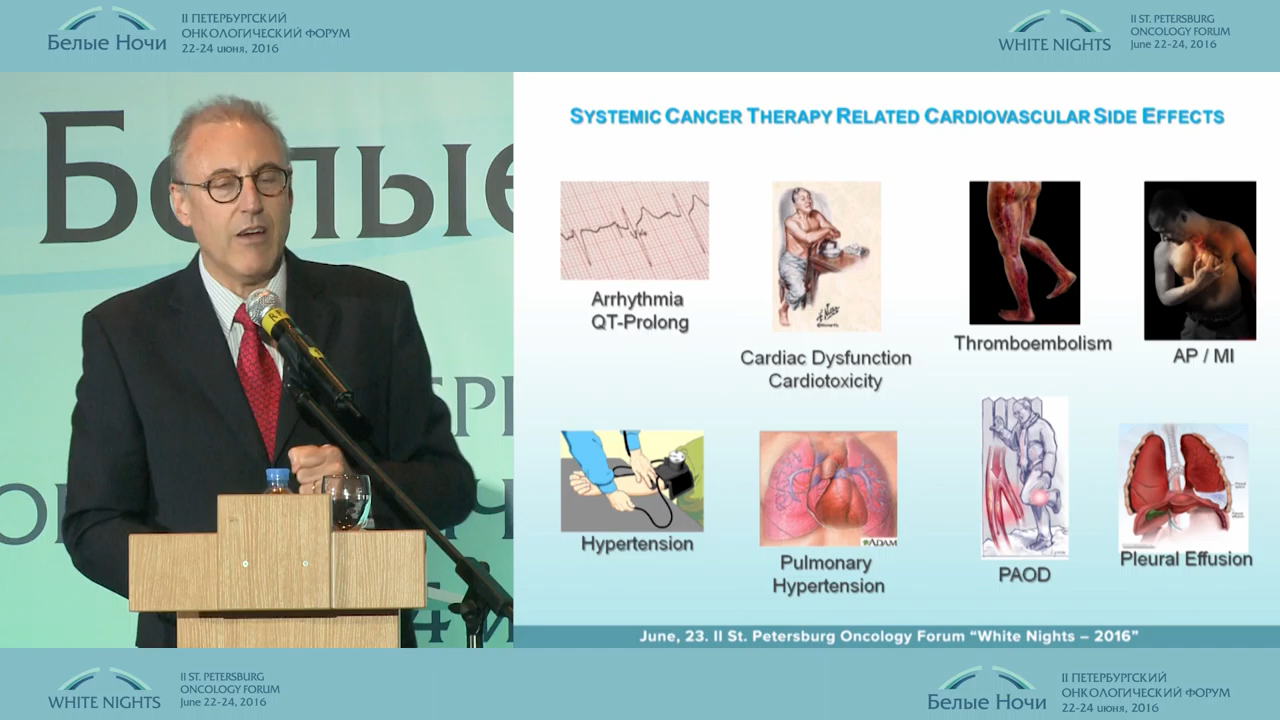 Белые Ночи
II ПЕТЕРБУРГСКИЙ
ОНКОЛОГИЧЕСКИЙ ФОРУМ
22-24 июня, 2016
WHITE NIGHTS
II ST. PETERSBURG
ONCOLOGY FORUM
June 22-24, 2016
Белые
SYSTEMIC CANCER THERAPY RELATED CARDIOVASCULAR SIDE EFFECTS
Arrhythmia
QT-Prolong
Cardiac Dysfunction
Cardiotoxicity
Thromboembolism
AP / MI
Hypertension
ADAM
Pulmonary
Hypertension
PAOD
Pleural Effusion
June, 23. II St. Petersburg Oncology Forum “White Nights – 2016”
WHITE NIGHTS
II ST. PETERSBURG
ONCOLOGY FORUM
June 22-24, 2016
Белые Ночи
II ПЕТЕРБУРГСКИЙ
ОНКОЛОГИЧЕСКИЙ ФОРУМ
22-24 июня, 2016